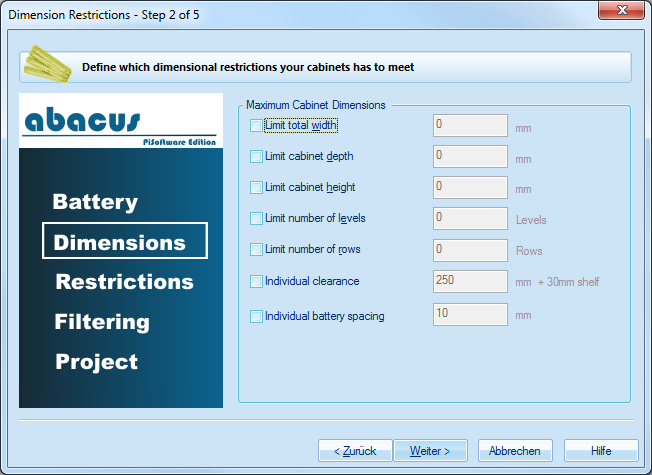 Dimension Restrictions - Step 2 of 5
Define which dimensional restrictions your cabinets has to meet
abacus
PiSoftware Edition
Battery
Dimensions
Restrictions
Filtering
Project
Maximum Cabinet Dimensions
Limit total width 0 mm
Limit cabinet depth 0 mm
Limit cabinet height 0 mm
Limit number of levels 0 Levels
Limit number of rows 0 Rows
Individual clearance 250 mm + 30mm shelf
Individual battery spacing 10 mm
< Zurück Weiter > Abbrechen Hilfe